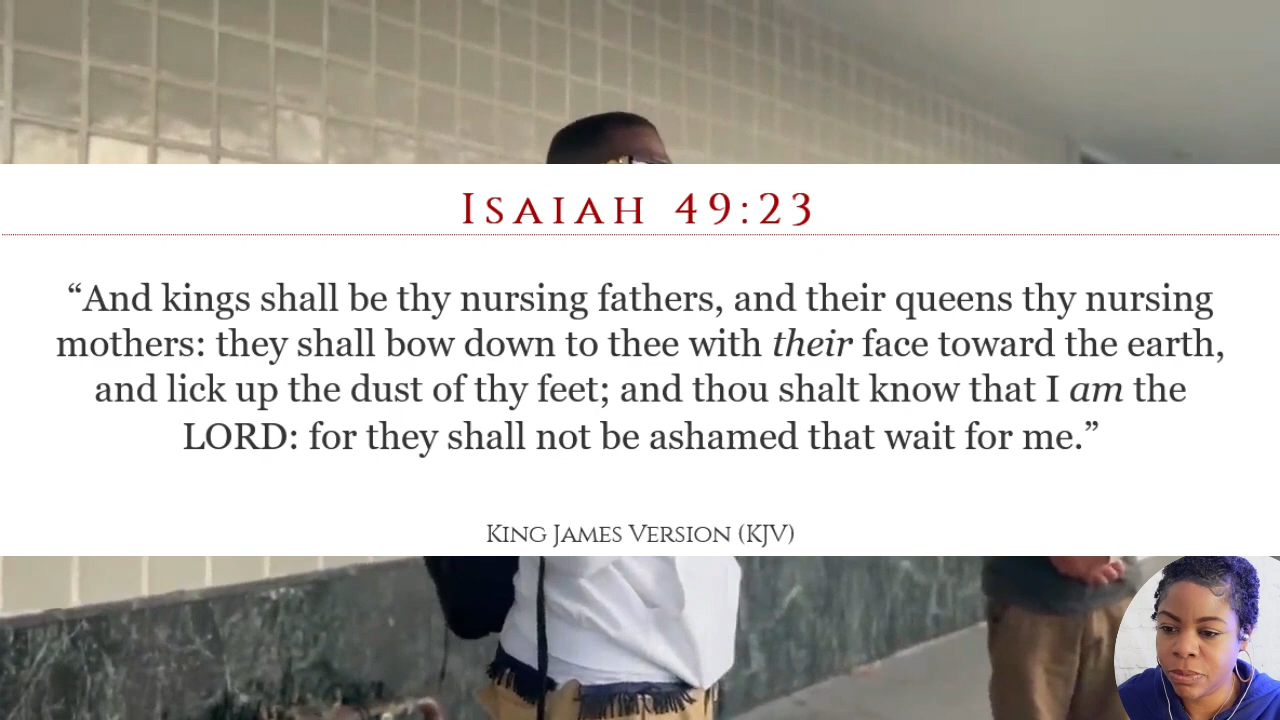 Isaiah 49:23
“And kings shall be thy nursing fathers, and their queens thy nursing
mothers: they shall bow down to thee with their face toward the earth,
and lick up the dust of thy feet; and thou shalt know that I am the
LORD: for they shall not be ashamed that wait for me.”
King James Version (KJV)